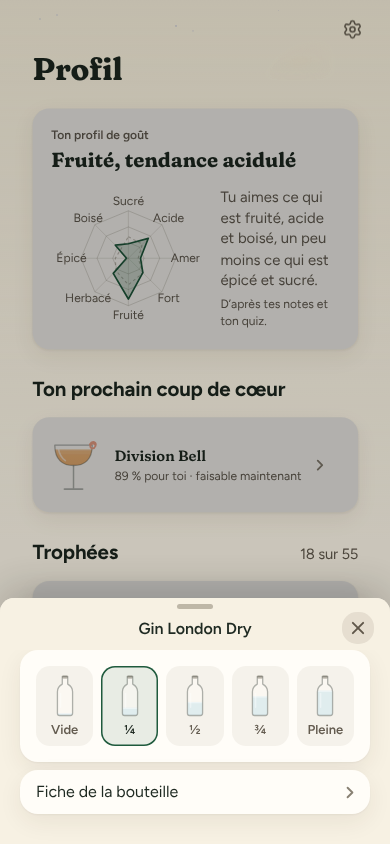 Profil
Ton profil de goût
Fruité, tendance acidulé
Sucré
Boisé
Acide
Épicé
Amer
Herbacé
Fort
Fruité
Tu aimes ce qui
est fruité, acide
et boisé, un peu
moins ce qui est
épicé et sucré.
D’après tes notes et
ton quiz.
Ton prochain coup de cœur
Division Bell
89 % pour toi · faisable maintenant
Trophées
18 sur 55
Gin London Dry
Vide
¼
½
¾
Pleine
Fiche de la bouteille